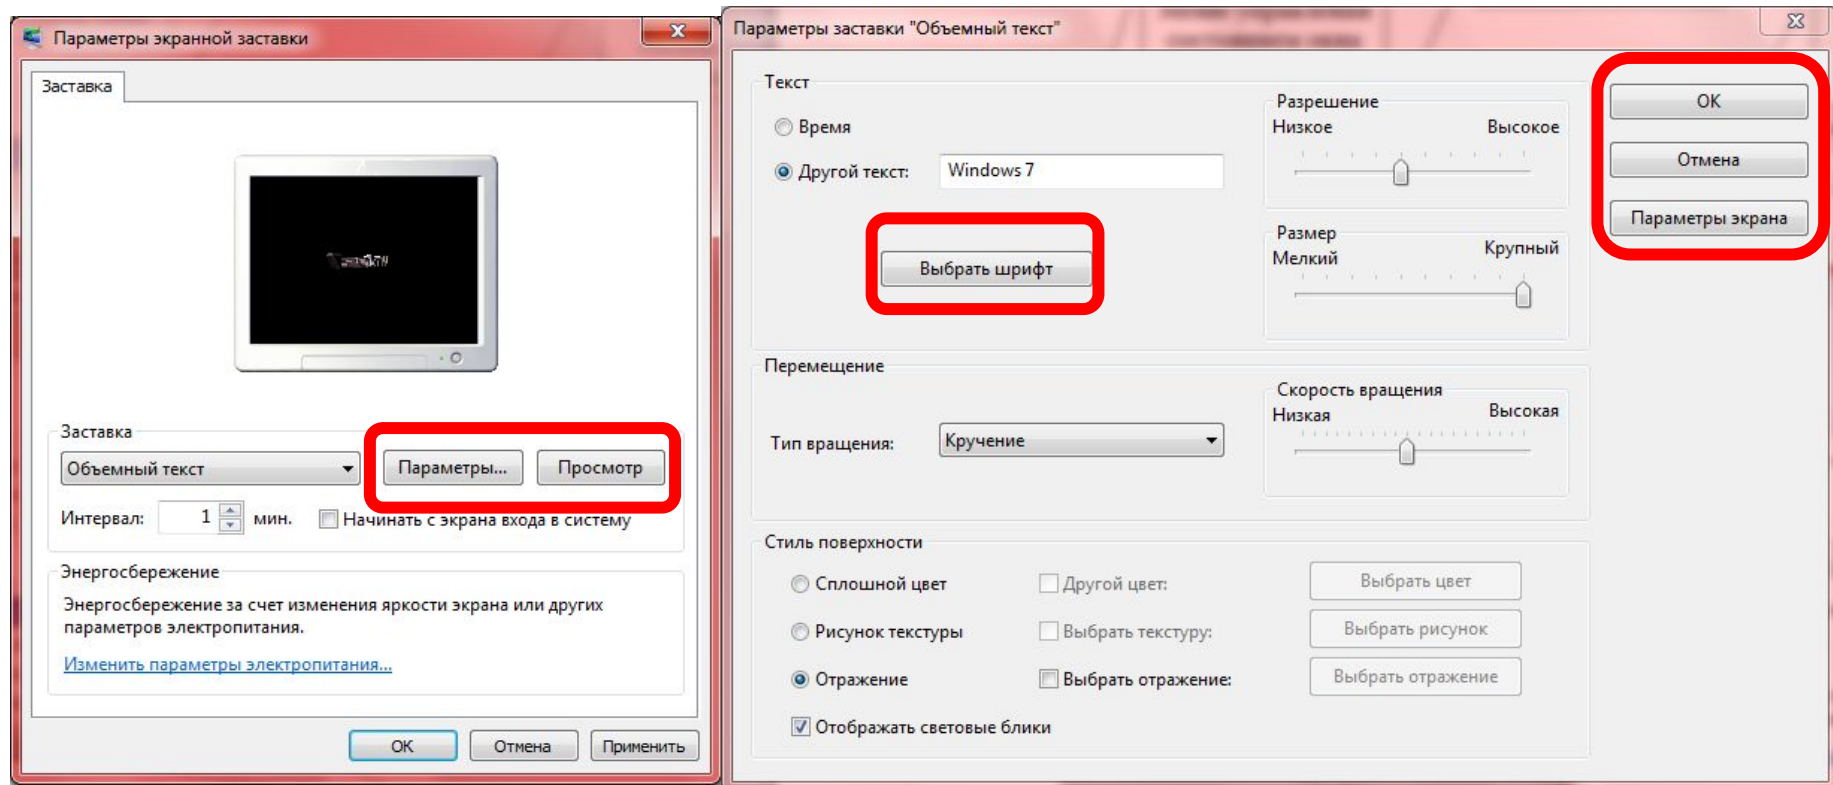 Параметры экранной заставки
Заставка
Заставка
Объемный текст
Параметры...
Просмотр
Интервал:
1
мин.
Начинать с экрана входа в систему
Энергосбережение
Энергосбережение за счет изменения яркости экрана или других
параметров электропитания.
Изменить параметры электропитания...
OK
Отмена
Применить
Параметры заставки "Объемный текст"
Текст
Время
Другой текст:
Windows 7
Выбрать шрифт
Разрешение
Низкое
Высокое
Размер
Мелкий
Крупный
OK
Отмена
Параметры экрана
Перемещение
Тип вращения:
Кручение
Скорость вращения
Низкая
Высокая
Стиль поверхности
Сплошной цвет
Другой цвет:
Выбрать цвет
Рисунок текстуры
Выбрать текстуру:
Выбрать рисунок
Отражение
Выбрать отражение:
Выбрать отражение
Отображать световые блики